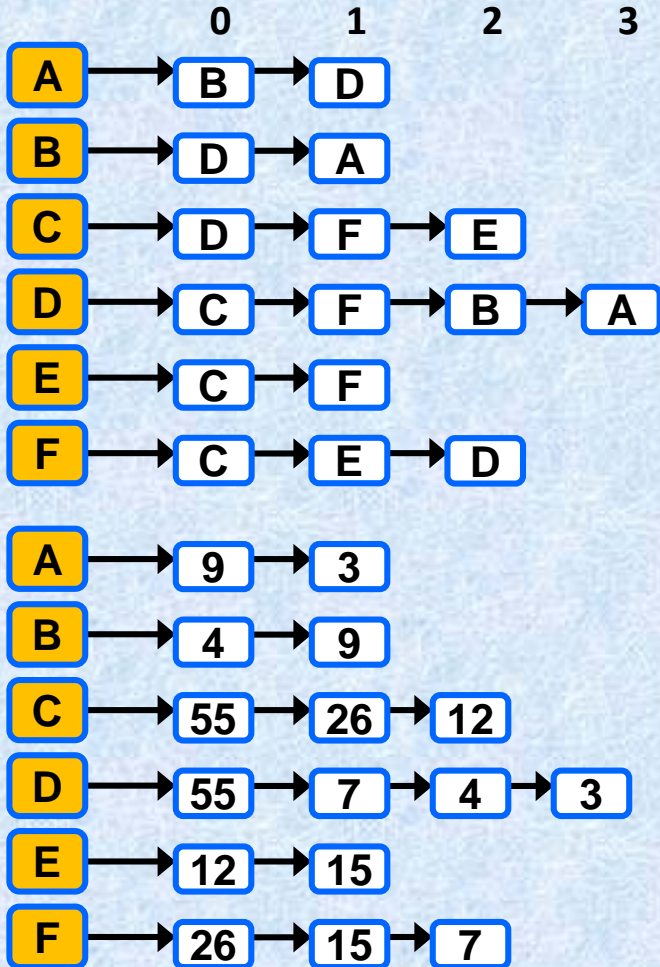 0 1 2 3
A B D
B D A
C D F E
D C F B A
E C F
F C E D
A 9 3
B 4 9
C 55 26 12
D 55 7 4 3
E 12 15
F 26 15 7